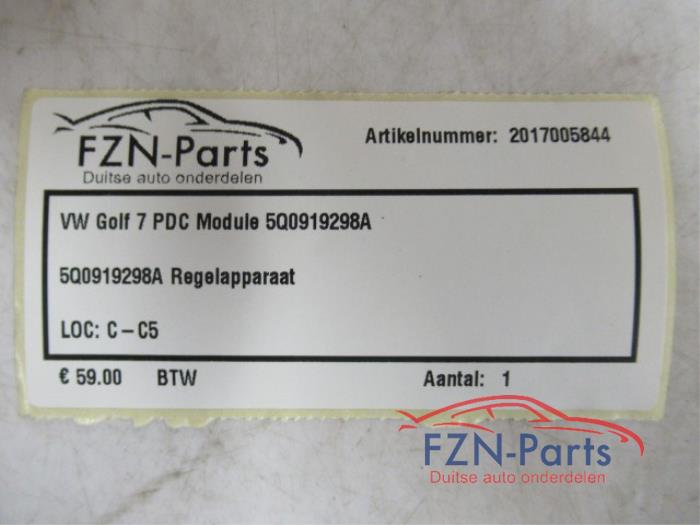 FZN-Parts
Duitse auto onderdelen
Artikelnummer: 2017005844
VW Golf 7 PDC Module 5Q0919298A
5Q0919298A Regelapparaat
LOC: C – C5
€ 59.00 BTW Aantal: 1
FZN-Parts
Duitse auto onderdelen